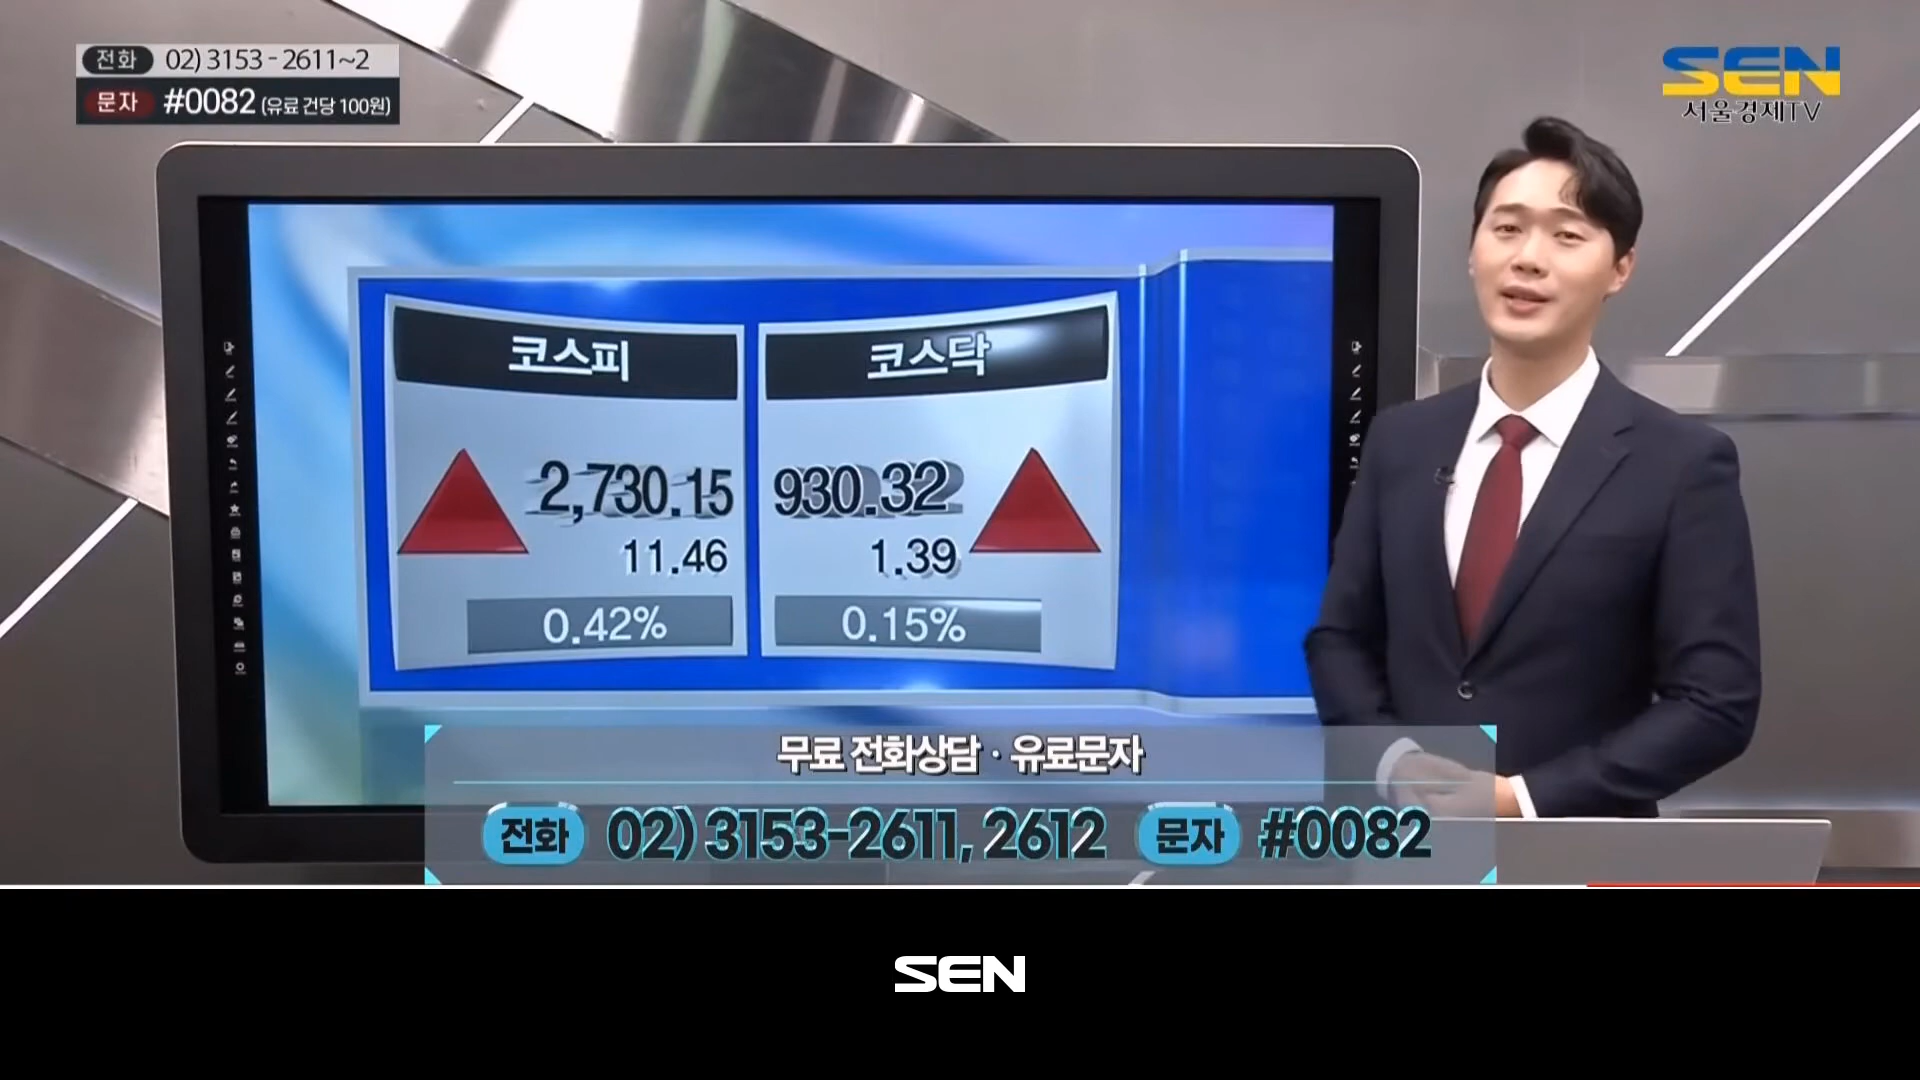 전화 02) 3153 - 2611~2
문자 #0082 (유료 건당 100원)
SEN
서울경제TV
코스피 코스닥
2,730.15 930.32
11.46 1.39
0.42% 0.15%
무료 전화상담 · 유료문자
전화 02) 3153-2611, 2612 문자 #0082
SEN